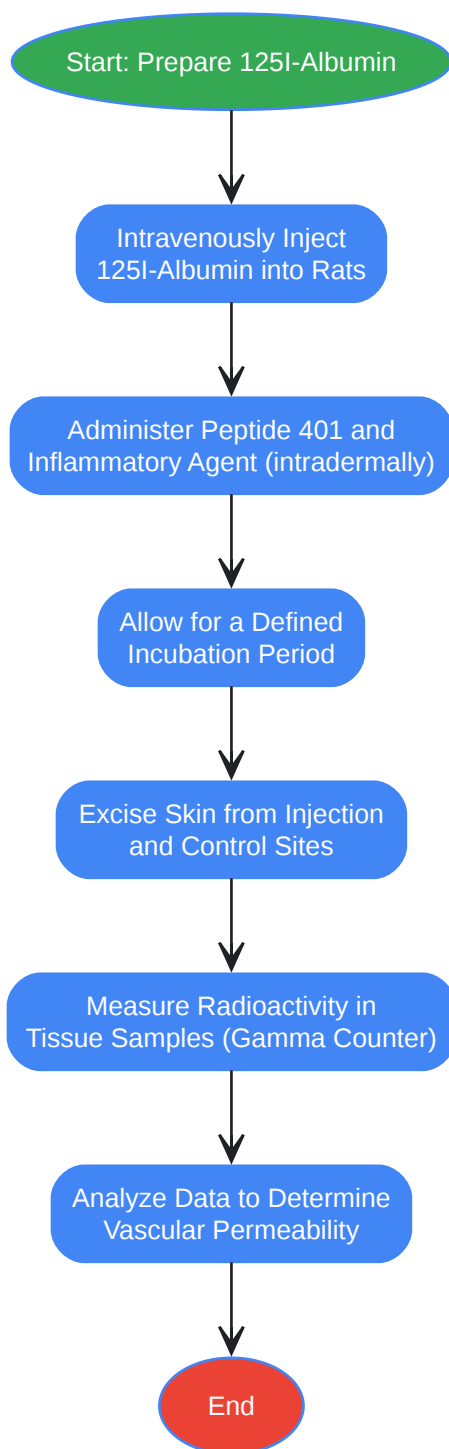 Start: Prepare 125I-Albumin
Intravenously Inject
125I-Albumin into Rats
Administer Peptide 401 and
Inflammatory Agent (intradermally)
Allow for a Defined
Incubation Period
Excise Skin from Injection
and Control Sites
Measure Radioactivity in
Tissue Samples (Gamma Counter)
Analyze Data to Determine
Vascular Permeability
End